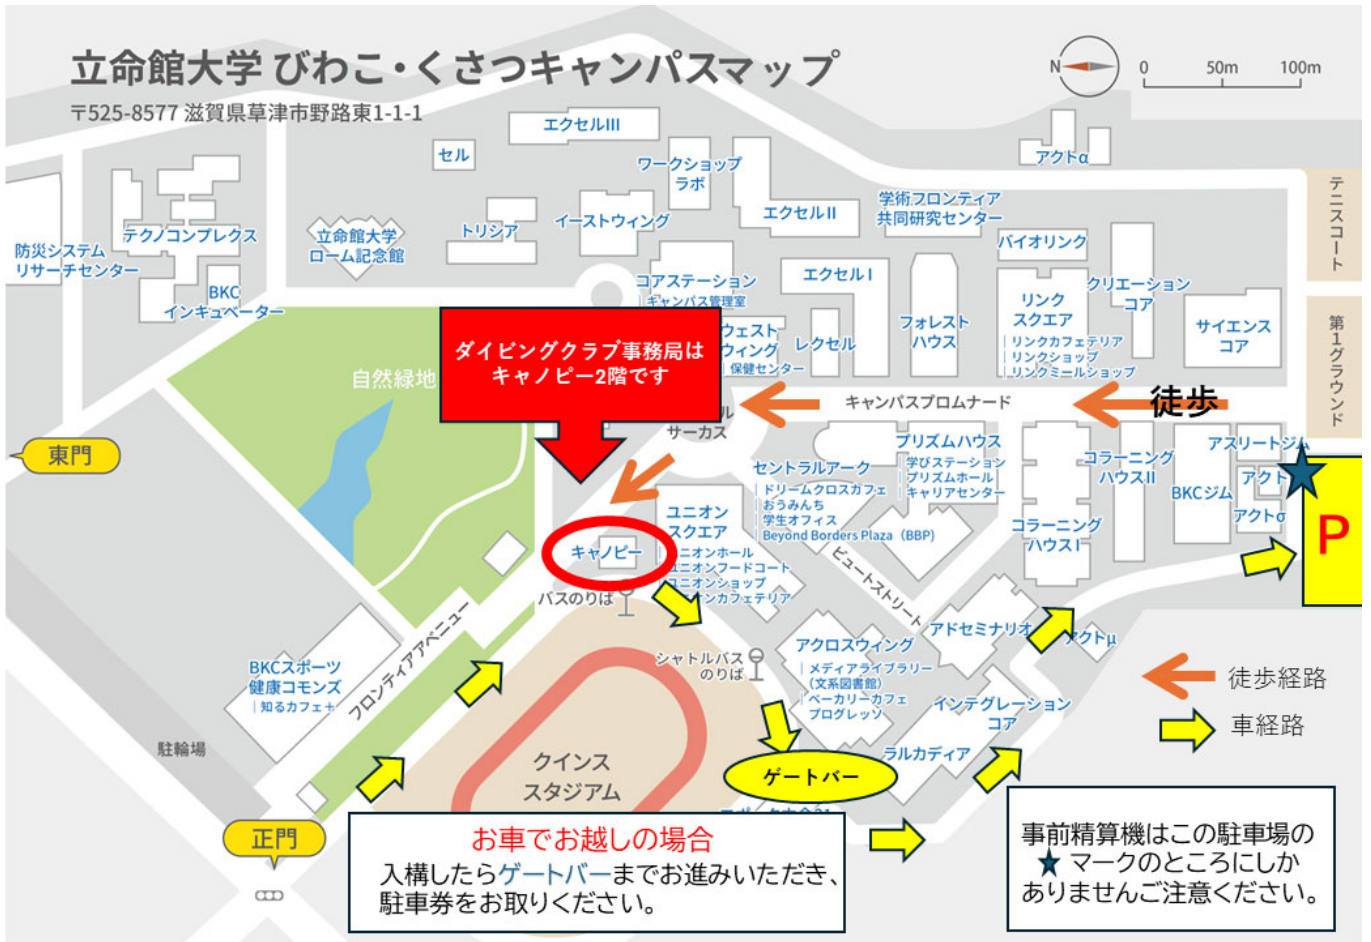 立命館大学 びわこ・くさつキャンパスマップ
〒525-8577 滋賀県草津市野路東1-1-1
N
0 50m 100m
エクセルIII
セル
ワークショップ
ラボ
アクトα
テニスコート
学術フロンティア
共同研究センター
エクセルII
イーストウィング
トリシア
立命館大学
ローム記念館
テクノコンプレクス
防災システム
リサーチセンター
BKC
インキュベーター
バイオリンク
コアステーション
｜キャンパス管理室
エクセルI
クリエーション
コア
リンク
スクエア
｜リンクカフェテリア
｜リンクショップ
｜リンクミールショップ
フォレスト
ハウス
サイエンス
コア
第1グラウンド
ウェスト
ウィング
｜保健センター
レクセル
ダイビングクラブ事務局は
キャノピー2階です
自然緑地
キャンパスプロムナード
徒歩
ル
サーカス
東門
プリズムハウス
｜学びステーション
｜プリズムホール
｜キャリアセンター
セントラルアーク
｜ドリームクロスカフェ
｜おうみんち
｜学生オフィス
｜Beyond Borders Plaza（BBP）
コラーニング
ハウスII
アスリートジム
BKCジム
アクト
アクトσ
P
コラーニング
ハウスI
ユニオン
スクエア
ニオンホール
ユニオンフードコート
ユニオンショップ
ニオンカフェテリア
キャノピー
バスのりば
ビュートストリート
アドセミナリオ
アクトμ
シャトルバス
のりば
アクロスウィング
｜メディアライブラリー
（文系図書館）
｜ベーカリーカフェ
プログレッソ
BKCスポーツ
健康コモンズ
｜知るカフェ＋
フロンティアアベニュー
インテグレーション
コア
ラルカディア
徒歩経路
車経路
駐輪場
クインス
スタジアム
ゲートバー
正門
お車でお越しの場合
入構したらゲートバーまでお進みいただき、
駐車券をお取りください。
事前精算機はこの駐車場の
★ マークのところにしか
ありませんご注意ください。